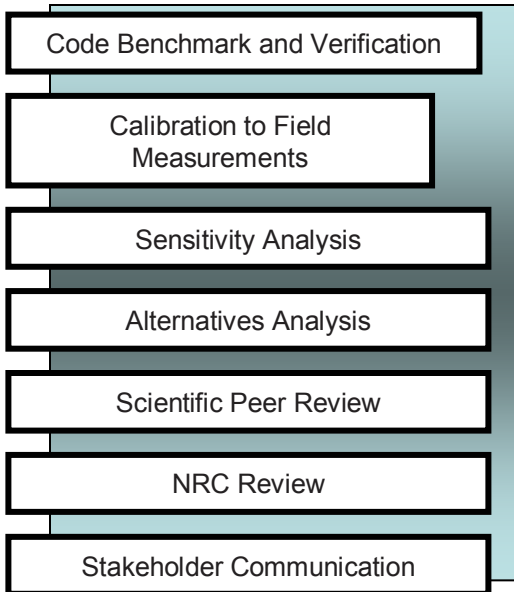 Code Benchmark and Verification
Calibration to Field
Measurements
Sensitivity Analysis
Alternatives Analysis
Scientific Peer Review
NRC Review
Stakeholder Communication